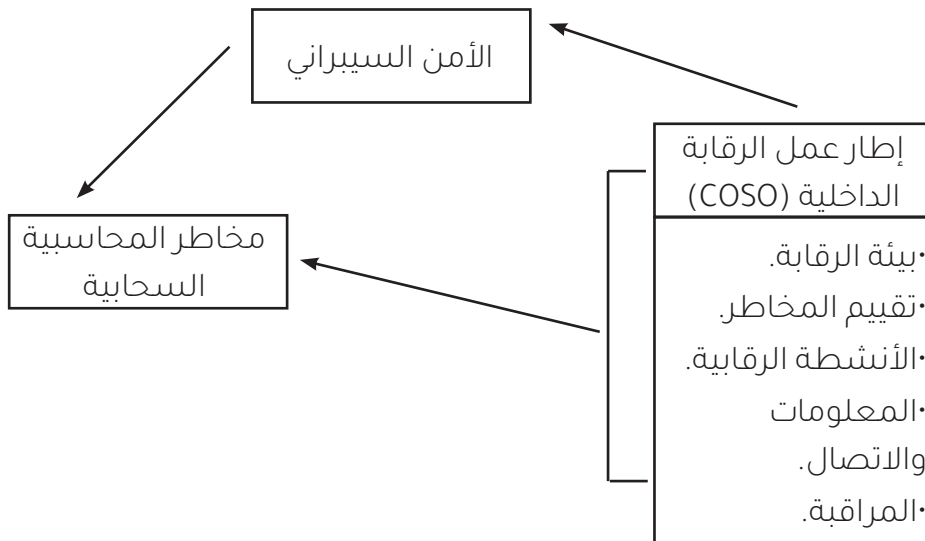 الأمن السيبراني
إطار عمل الرقابة
الداخلية (COSO)
•بيئة الرقابة.
•تقييم المخاطر.
•الأنشطة الرقابية.
•المعلومات
والاتصال.
•المراقبة.
مخاطر المحاسبية
السحابية